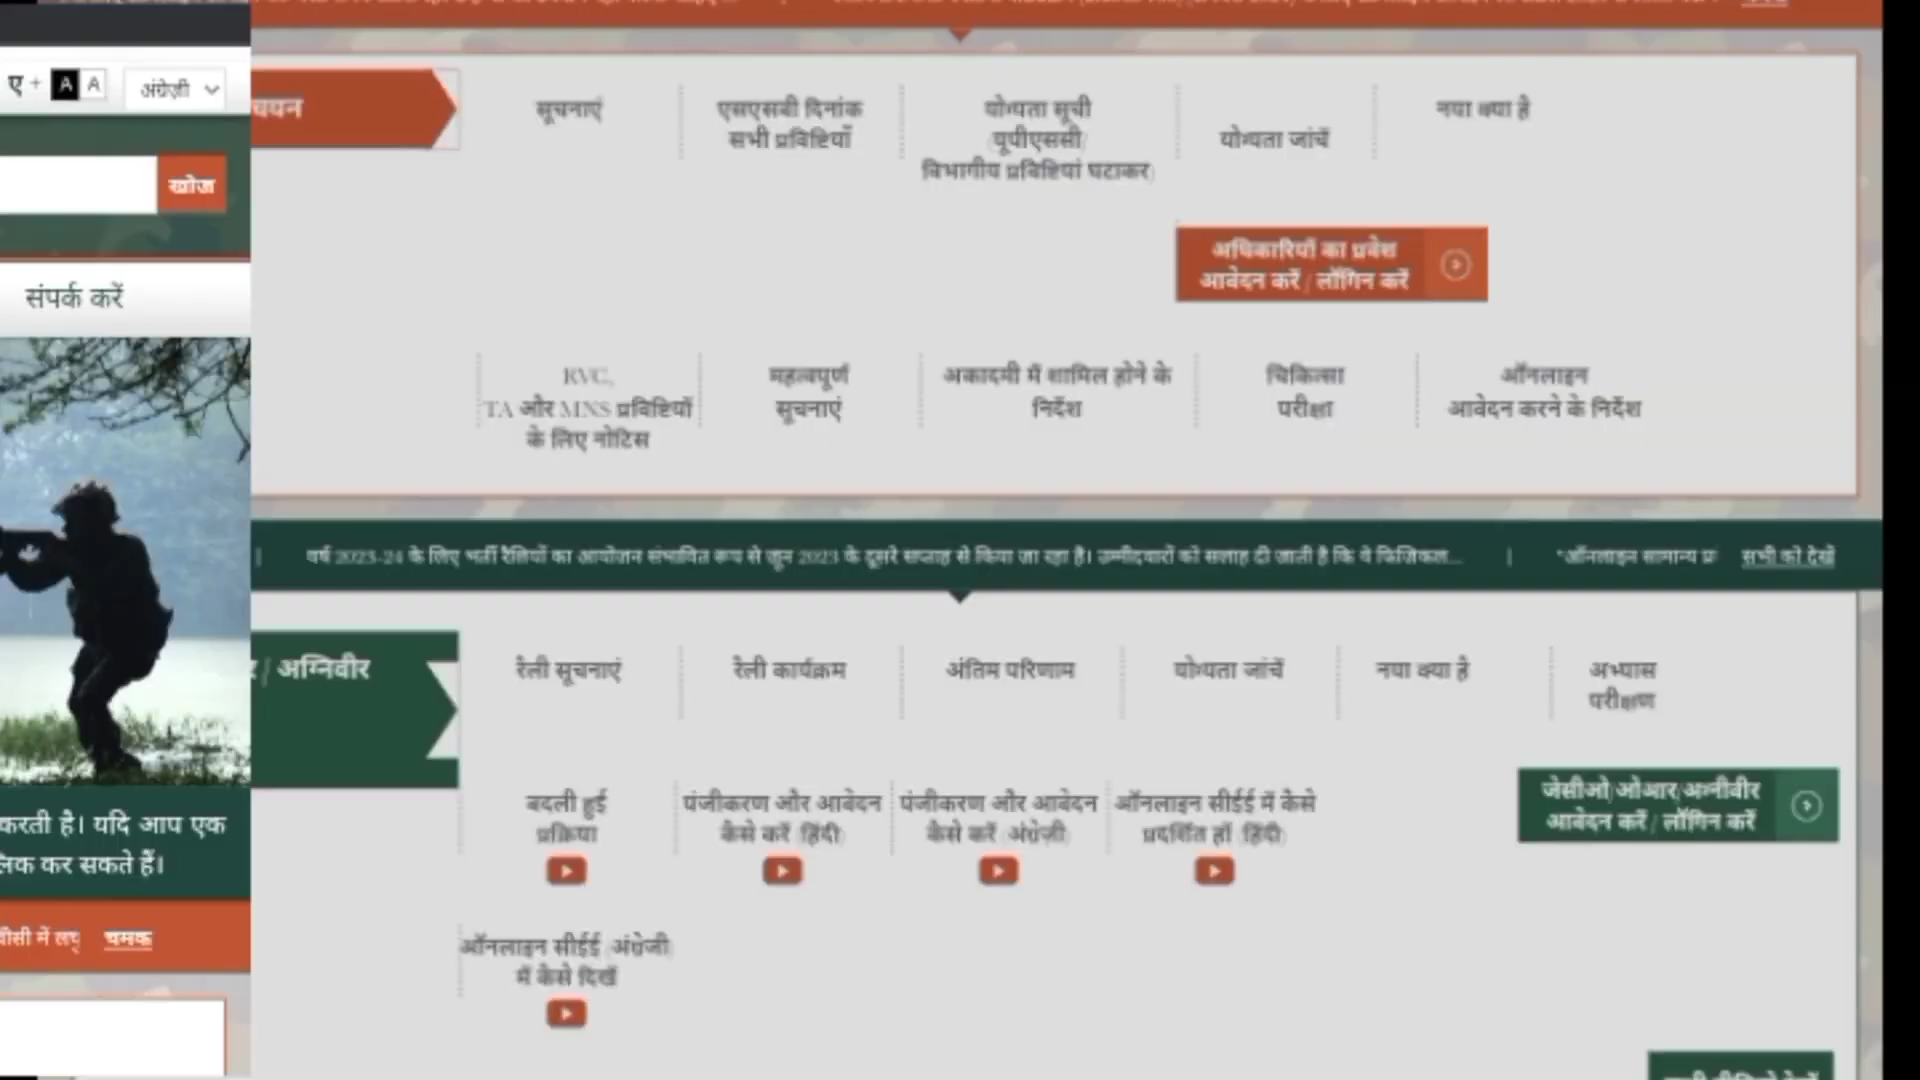 ए +
A A
अंग्रेज़ी
खोज
संपर्क करें
करती है। यदि आप एक
कर सकते हैं।
में
चमक
चयन
सूचनाएं
एसएसबी दिनांक
सभी प्रविष्टियाँ
योग्यता सूची
(यूपीएससी)
विभागीय प्रविष्टियां घटाकर)
योग्यता जांचें
नया क्या है
अधिकारियों का प्रवेश
आवेदन करें / लॉगिन करें
RVC,
TA और MNS प्रविष्टियों
के लिए नोटिस
महत्वपूर्ण
सूचनाएं
अकादमी में शामिल होने के
निर्देश
चिकित्सा
परीक्षा
ऑनलाइन
आवेदन करने के निर्देश
| वर्ष 2023-24 के लिए भर्ती रैलियों का आयोजन संभावित रूप से जून 2023 के दूसरे सप्ताह से किया जा रहा है। उम्मीदवारों को सलाह दी जाती है कि वे फिजिकल... | "ऑनलाइन सामान्य सभी को देखें
/ अग्निवीर
रैली सूचनाएं
रैली कार्यक्रम
अंतिम परिणाम
योग्यता जांचें
नया क्या है
अभ्यास
परीक्षण
बदली हुई
प्रक्रिया
पंजीकरण और आवेदन
कैसे करें (हिंदी)
पंजीकरण और आवेदन
कैसे करें (अंग्रेजी)
ऑनलाइन सीईई में कैसे
प्रदर्शित हों (हिंदी)
जेसीओ/ओआर/अग्नीवीर
आवेदन करें / लॉगिन करें
ऑनलाइन सीईई (अंग्रेजी)
में कैसे दिखें